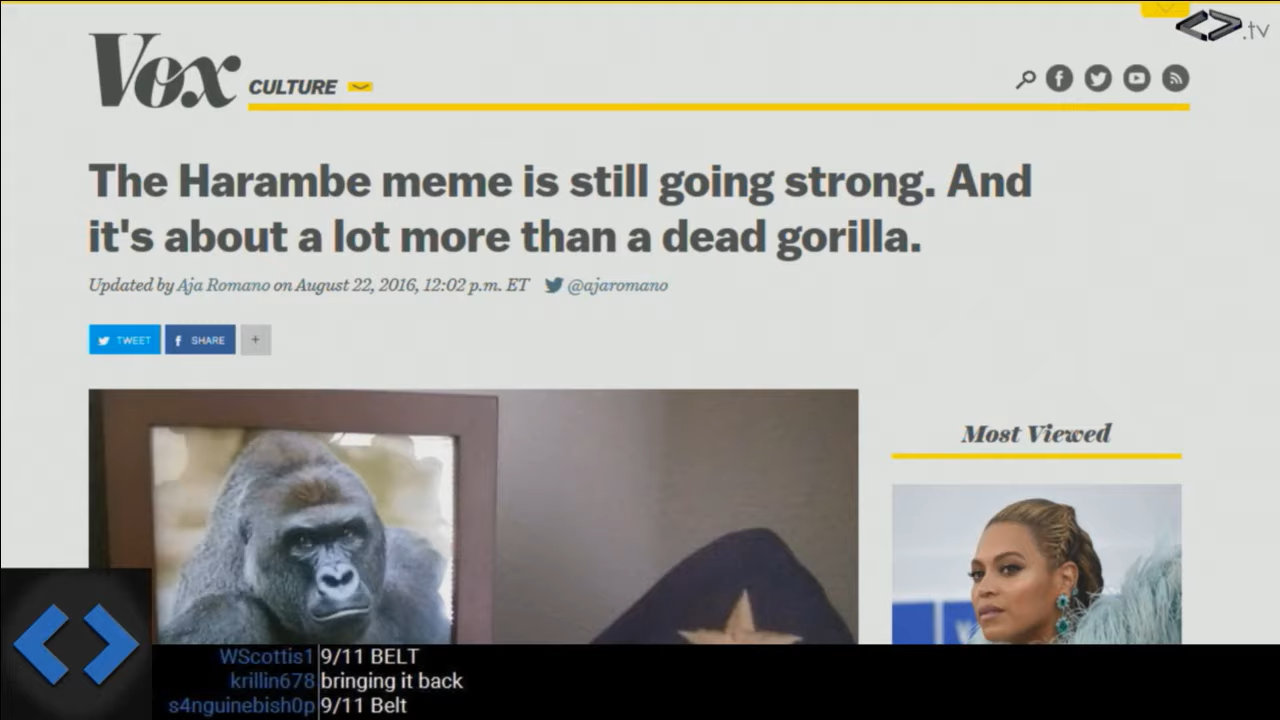 .tv
Vox CULTURE
The Harambe meme is still going strong. And
it's about a lot more than a dead gorilla.
Updated by Aja Romano on August 22, 2016, 12:02 p.m. ET @ajaromano
TWEET SHARE +
Most Viewed
WScottis1 9/11 BELT
krillin678 bringing it back
s4nguinebish0p 9/11 Belt